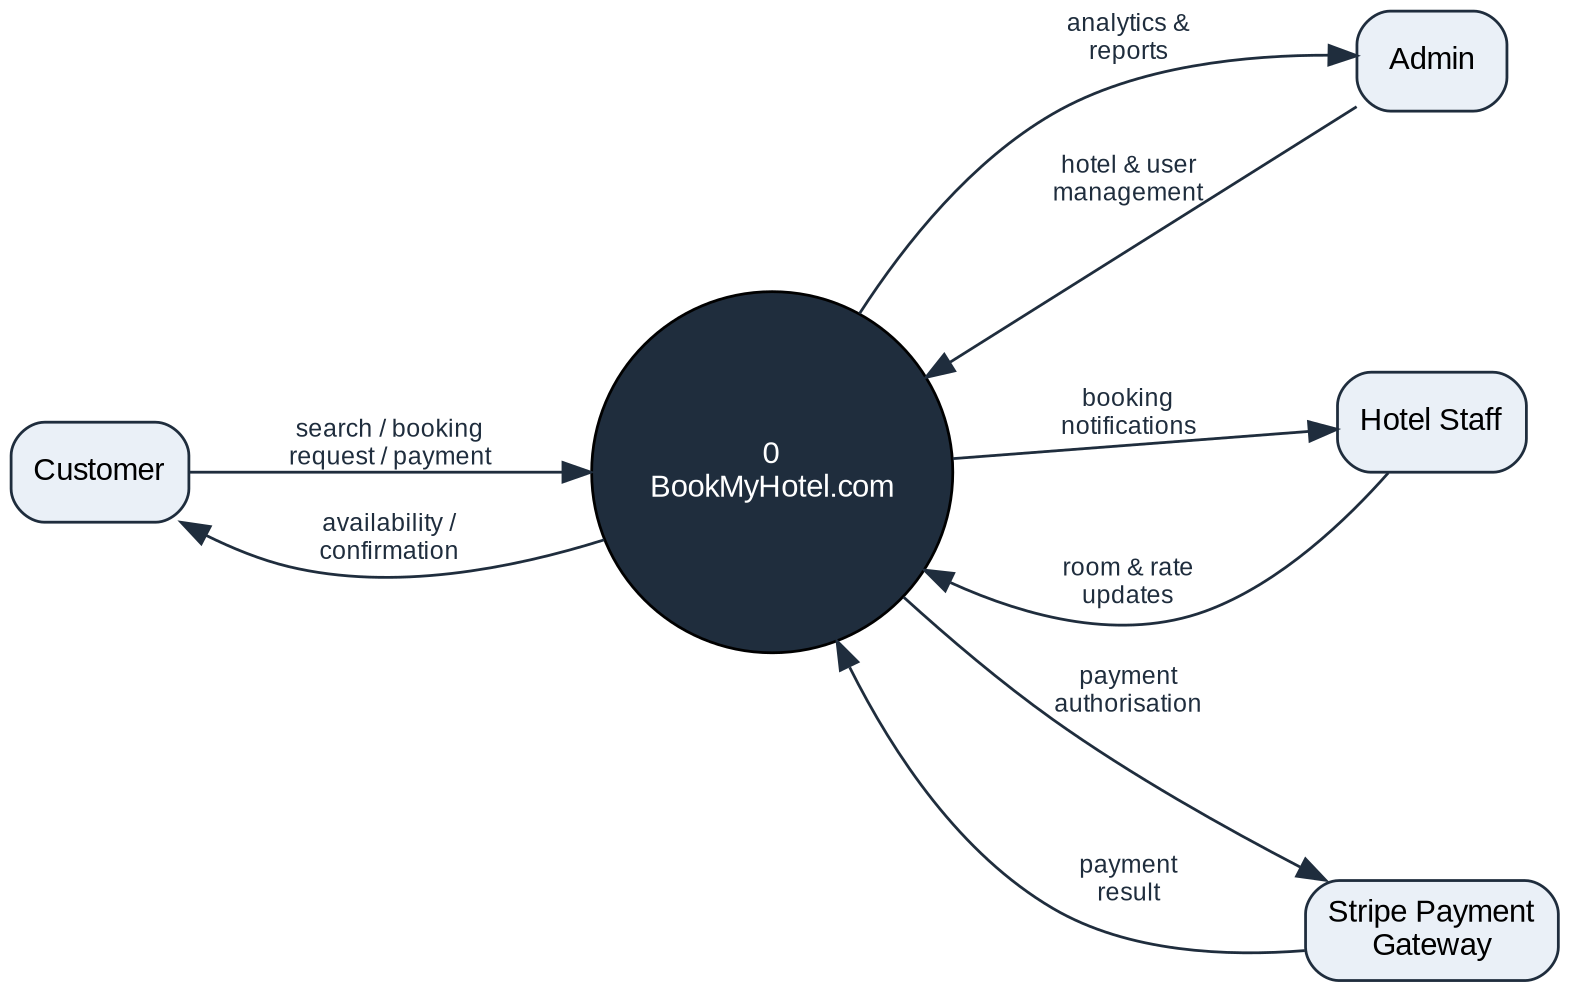 analytics &
reports
Admin
hotel & user
management
booking
notifications
Hotel Staff
search / booking
request / payment
Customer
0
BookMyHotel.com
availability /
confirmation
room & rate
updates
payment
authorisation
payment
result
Stripe Payment
Gateway